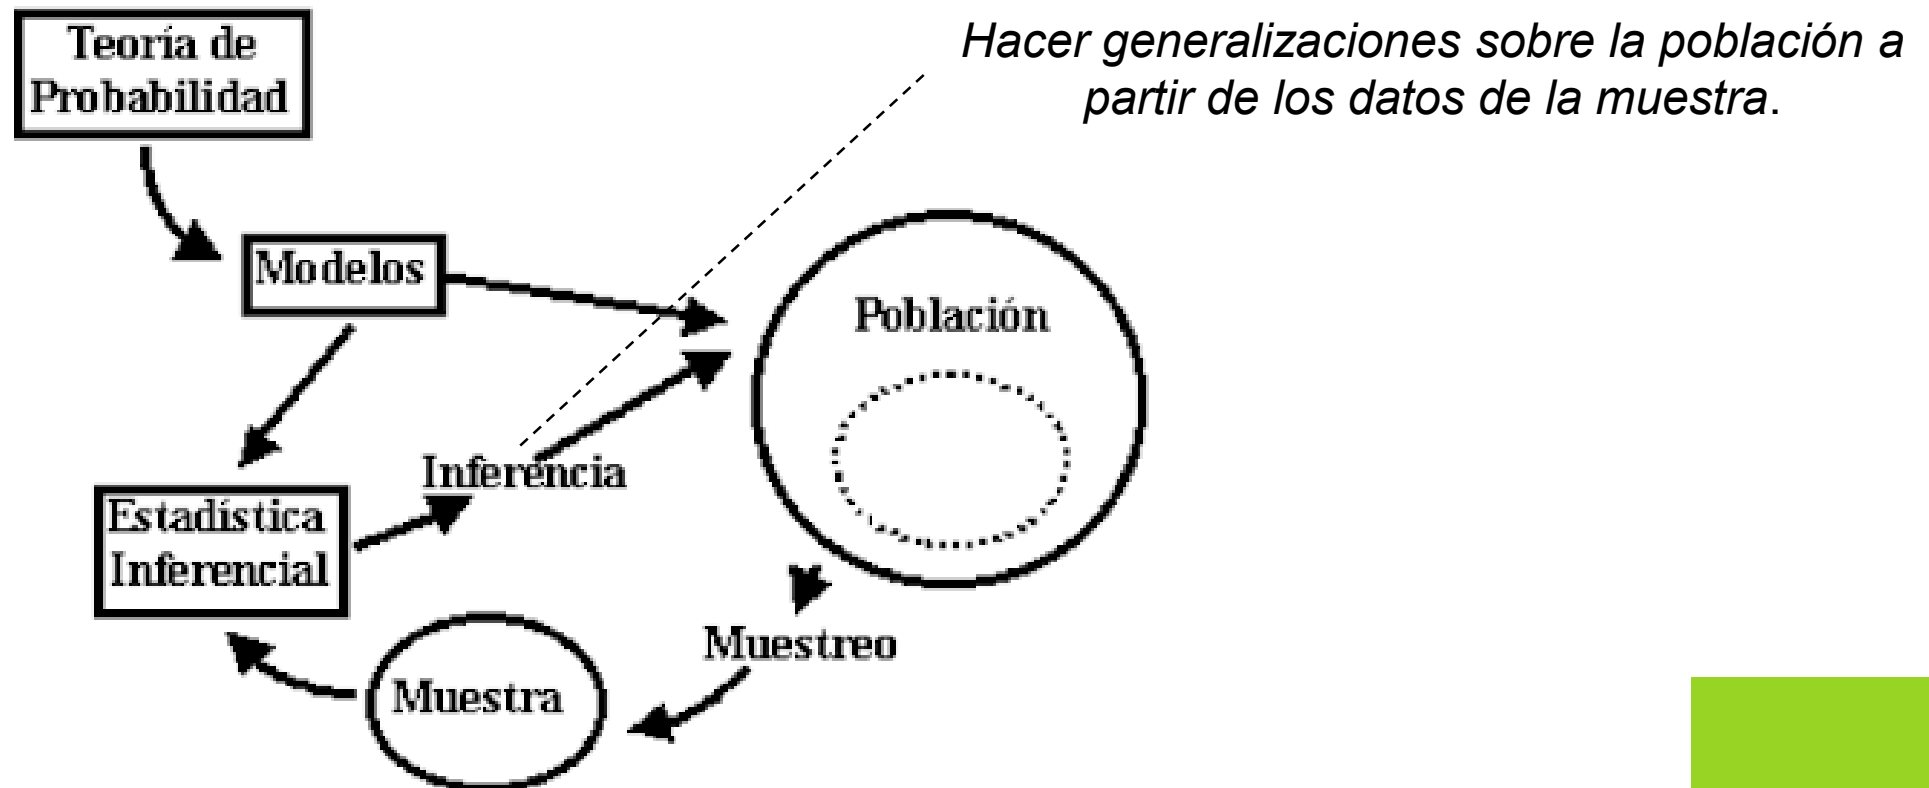 Teoría de
Probabilidad
Hacer generalizaciones sobre la población a
partir de los datos de la muestra.
Modelos
Población
Inferencia
Estadística
Inferencial
Muestreo
Muestra